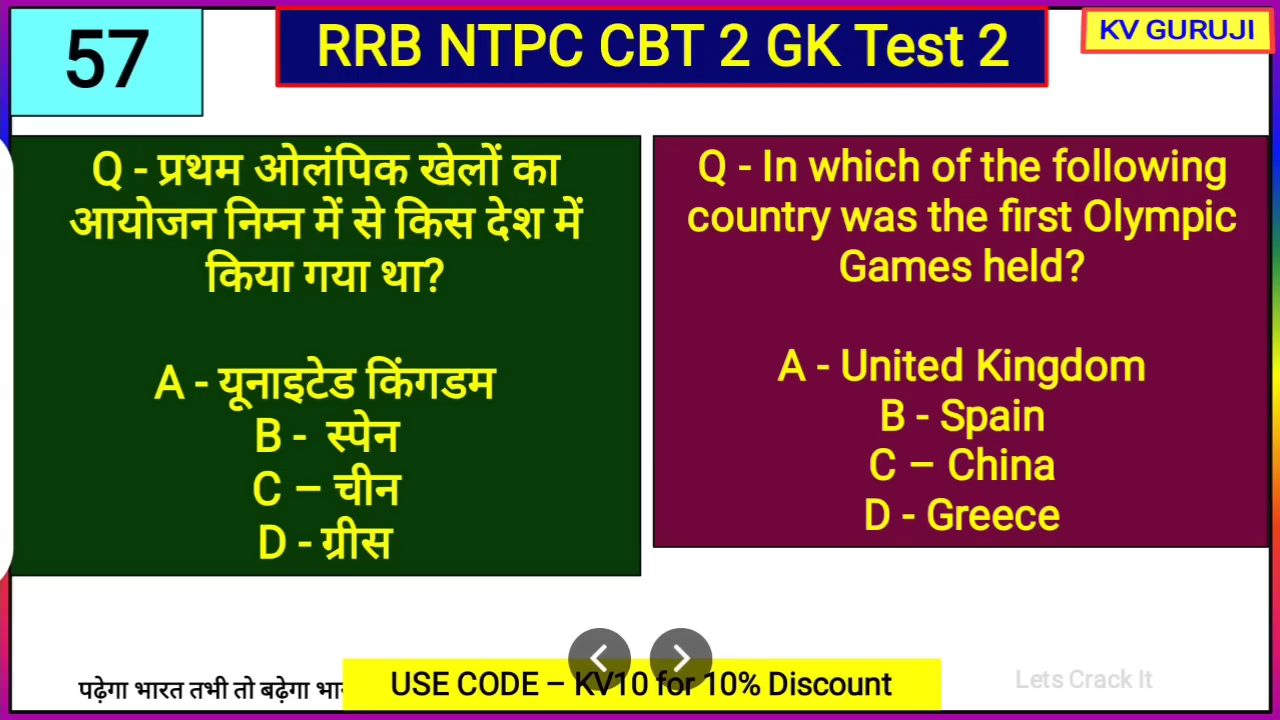 57
RRB NTPC CBT 2 GK Test 2
KV GURUJI
Q - प्रथम ओलंपिक खेलों का
आयोजन निम्न में से किस देश में
किया गया था?
A - यूनाइटेड किंगडम
B - स्पेन
C – चीन
D - ग्रीस
Q - In which of the following
country was the first Olympic
Games held?
A - United Kingdom
B - Spain
C – China
D - Greece
पढ़ेगा भारत तभी तो बढ़ेगा
USE CODE – KV10 for 10% Discount
Lets Crack It